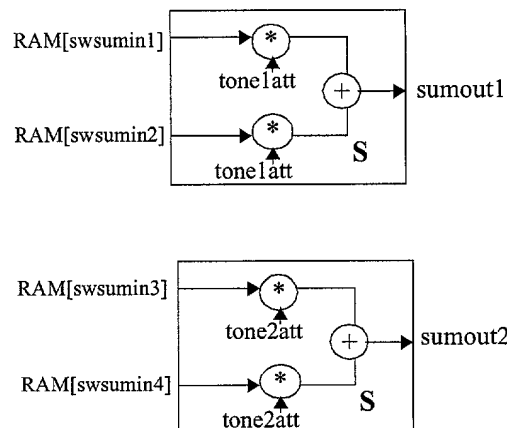 RAM[swsumin1]
*
tone1att
+
sumout1
RAM[swsumin2]
*
S
tone1att
RAM[swsumin3]
*
tone2att
+
sumout2
RAM[swsumin4]
*
S
tone2att